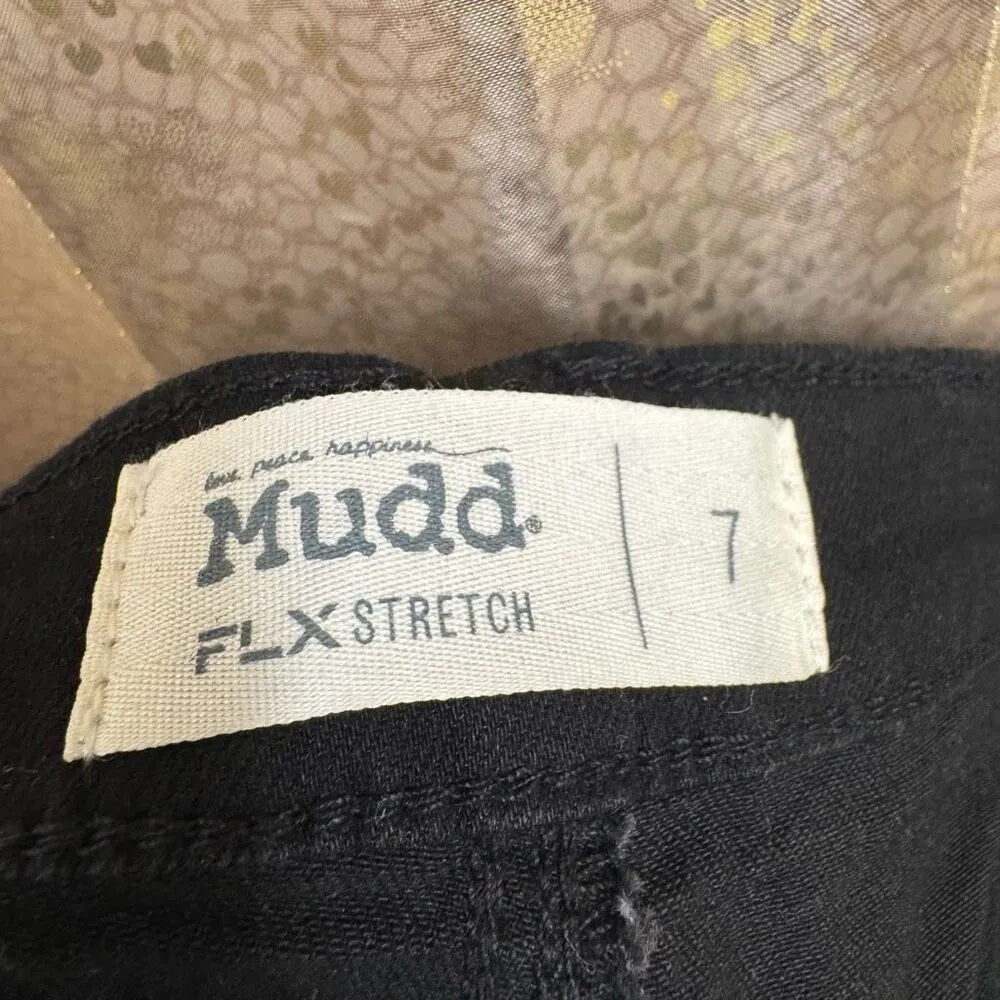 love. peace. happiness
Mudd®
FLX STRETCH
7